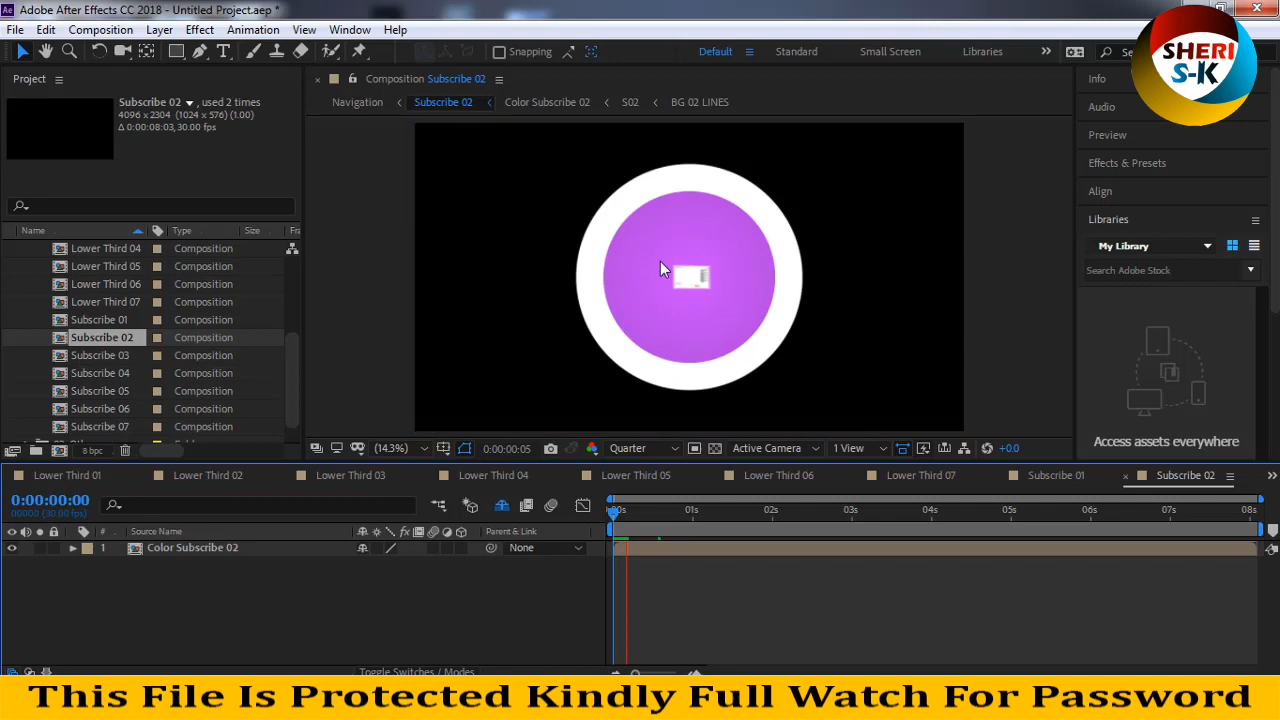 Adobe After Effects CC 2018 - Untitled Project.aep *
File Edit Composition Layer Effect Animation View Window Help
Snapping Default Standard Small Screen Libraries
SHERI
S-K
Project
Composition Subscribe 02
Info
Subscribe 02 , used 2 times
4096 x 2304 (1024 x 576) (1.00)
Δ 0:00:08:03, 30.00 fps
Navigation Subscribe 02 Color Subscribe 02 S02 BG 02 LINES
Audio
Preview
Effects & Presets
Align
Libraries
My Library
Search Adobe Stock
Access assets everywhere
Name Type Size Fra
Lower Third 04 Composition
Lower Third 05 Composition
Lower Third 06 Composition
Lower Third 07 Composition
Subscribe 01 Composition
Subscribe 02 Composition
Subscribe 03 Composition
Subscribe 04 Composition
Subscribe 05 Composition
Subscribe 06 Composition
Subscribe 07 Composition
8 bpc
(14.3%) 0:00:00:05 Quarter Active Camera 1 View +0.0
Lower Third 01 Lower Third 02 Lower Third 03 Lower Third 04 Lower Third 05 Lower Third 06 Lower Third 07 Subscribe 01 Subscribe 02
0:00:00:00
00000 (30.00 fps)
01s 02s 03s 04s 05s 06s 07s 08s
# Source Name Parent & Link
1 Color Subscribe 02 None
Toggle Switches / Modes
This File Is Protected Kindly Full Watch For Password